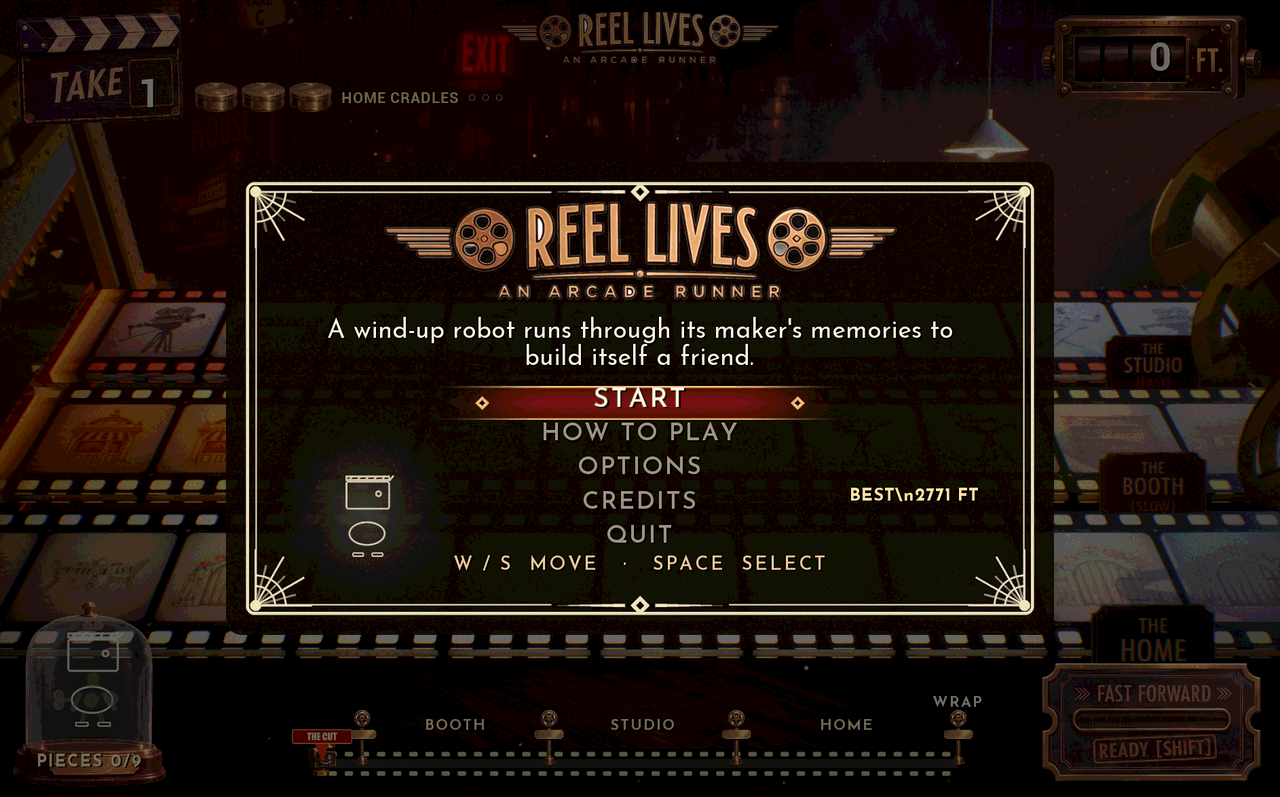 TAKE
C
TAKE 1
EXIT
REEL LIVES
AN ARCADE RUNNER
0 FT.
HOME CRADLES
HOUSE
REEL LIVES
AN ARCADE RUNNER
A wind-up robot runs through its maker's memories to
build itself a friend.
START
HOW TO PLAY
OPTIONS
CREDITS
QUIT
BEST\n2771 FT
W / S MOVE · SPACE SELECT
THE
STUDIO
(FAST)
THE
BOOTH
(SLOW)
THE
HOME
PIECES 0/9
THE CUT
BOOTH
STUDIO
HOME
WRAP
FAST FORWARD
READY [SHIFT]